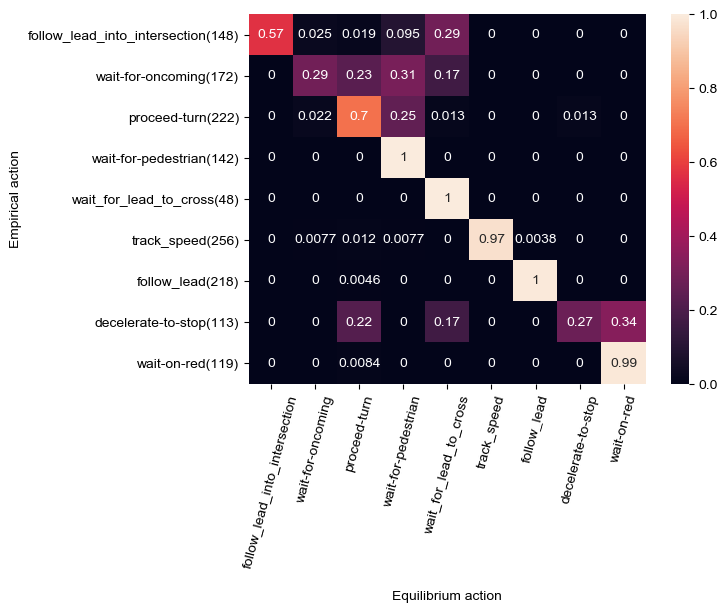 follow_lead_into_intersection(148) 0.57 0.025 0.019 0.095 0.29 0 0 0 0
wait-for-oncoming(172) 0 0.29 0.23 0.31 0.17 0 0 0 0
proceed-turn(222) 0 0.022 0.7 0.25 0.013 0 0 0.013 0
wait-for-pedestrian(142) 0 0 0 1 0 0 0 0 0
wait_for_lead_to_cross(48) 0 0 0 0 1 0 0 0 0
track_speed(256) 0 0.0077 0.012 0.0077 0 0.97 0.0038 0 0
follow_lead(218) 0 0 0.0046 0 0 0 1 0 0
decelerate-to-stop(113) 0 0 0.22 0 0.17 0 0 0.27 0.34
wait-on-red(119) 0 0 0.0084 0 0 0 0 0 0.99
Empirical action
follow_lead_into_intersection
wait-for-oncoming
proceed-turn
wait-for-pedestrian
wait_for_lead_to_cross
track_speed
follow_lead
decelerate-to-stop
wait-on-red
Equilibrium action
1.0
0.8
0.6
0.4
0.2
0.0